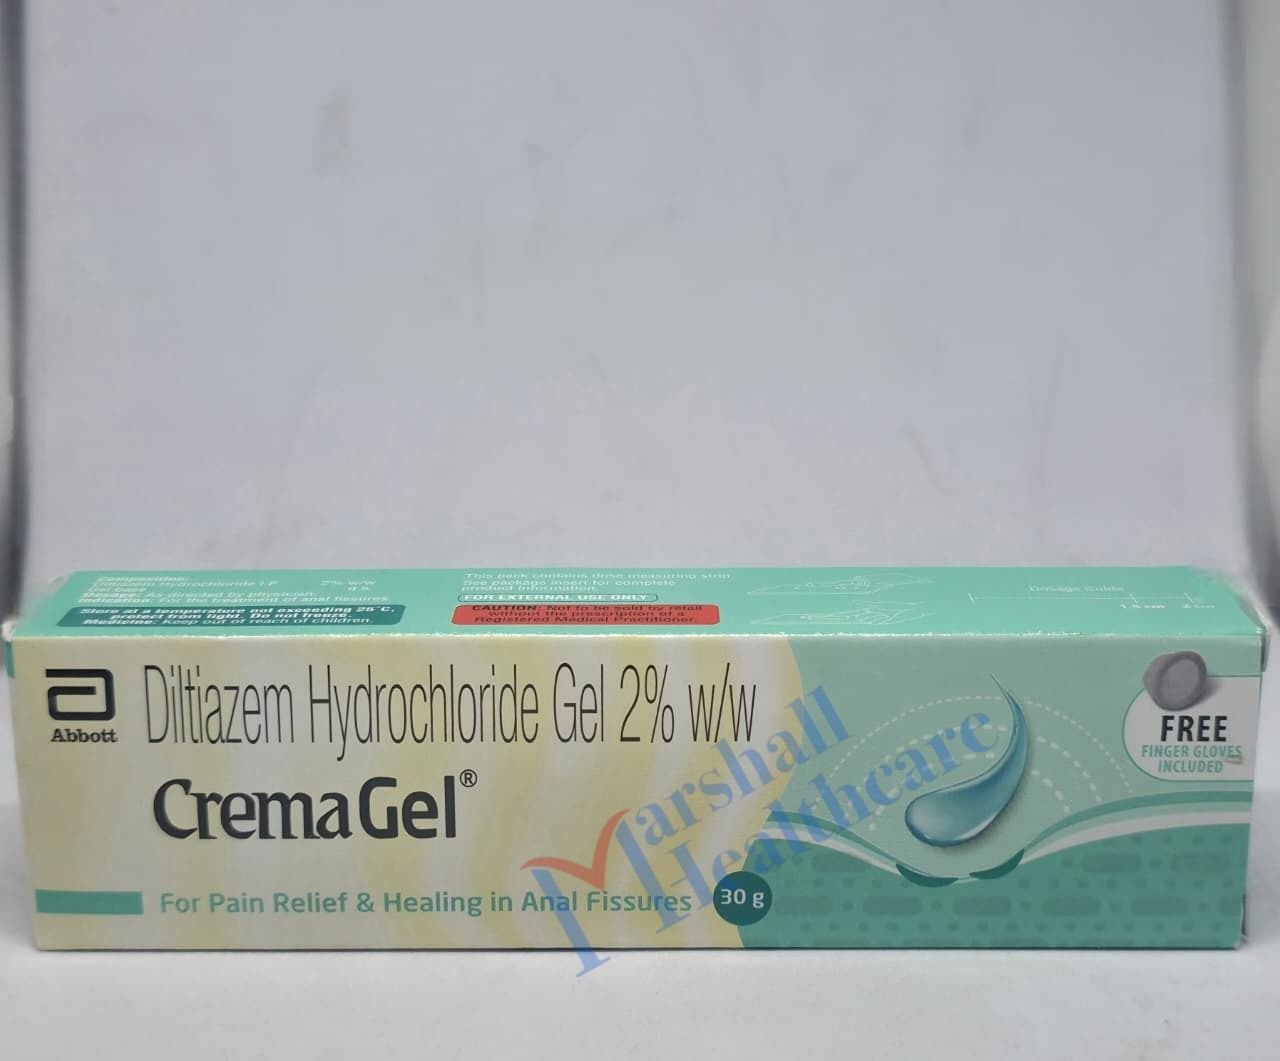 Composition:
Diltiazem Hydrochloride I.P. 2% w/w
Gel base q.s.
Dosage: As directed by physician.
Indication: For the treatment of anal fissures.
Store at a temperature not exceeding 25°C,
protect from light. Do not freeze.
Medicine: Keep out of reach of children.
This pack contains dose measuring strip
See package insert for complete
product information.
FOR EXTERNAL USE ONLY
CAUTION: Not to be sold by retail
without the prescription of a
Registered Medical Practitioner.
Dosage Guide
1.5 cm
Abbott
Diltiazem Hydrochloride Gel 2% w/w
CremaGel®
For Pain Relief & Healing in Anal Fissures
30 g
FREE
FINGER GLOVES
INCLUDED
Marshall
Healthcare